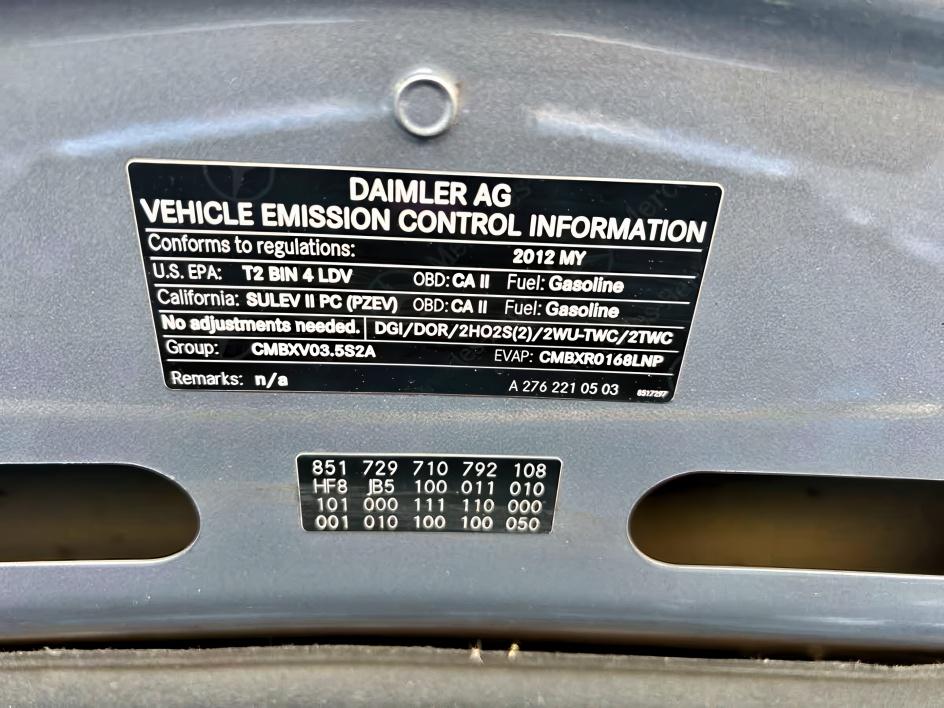 DAIMLER AG
VEHICLE EMISSION CONTROL INFORMATION
Conforms to regulations: 2012 MY
U.S. EPA: T2 BIN 4 LDV OBD: CA II Fuel: Gasoline
California: SULEV II PC (PZEV) OBD: CA II Fuel: Gasoline
No adjustments needed. DGI/DOR/2HO2S(2)/2WU-TWC/2TWC
Group: CMBXV03.5S2A EVAP: CMBXR0168LNP
Remarks: n/a A 276 221 05 03 8517297
851 729 710 792 108
HF8 JB5 100 011 010
101 000 111 110 000
001 010 100 100 050